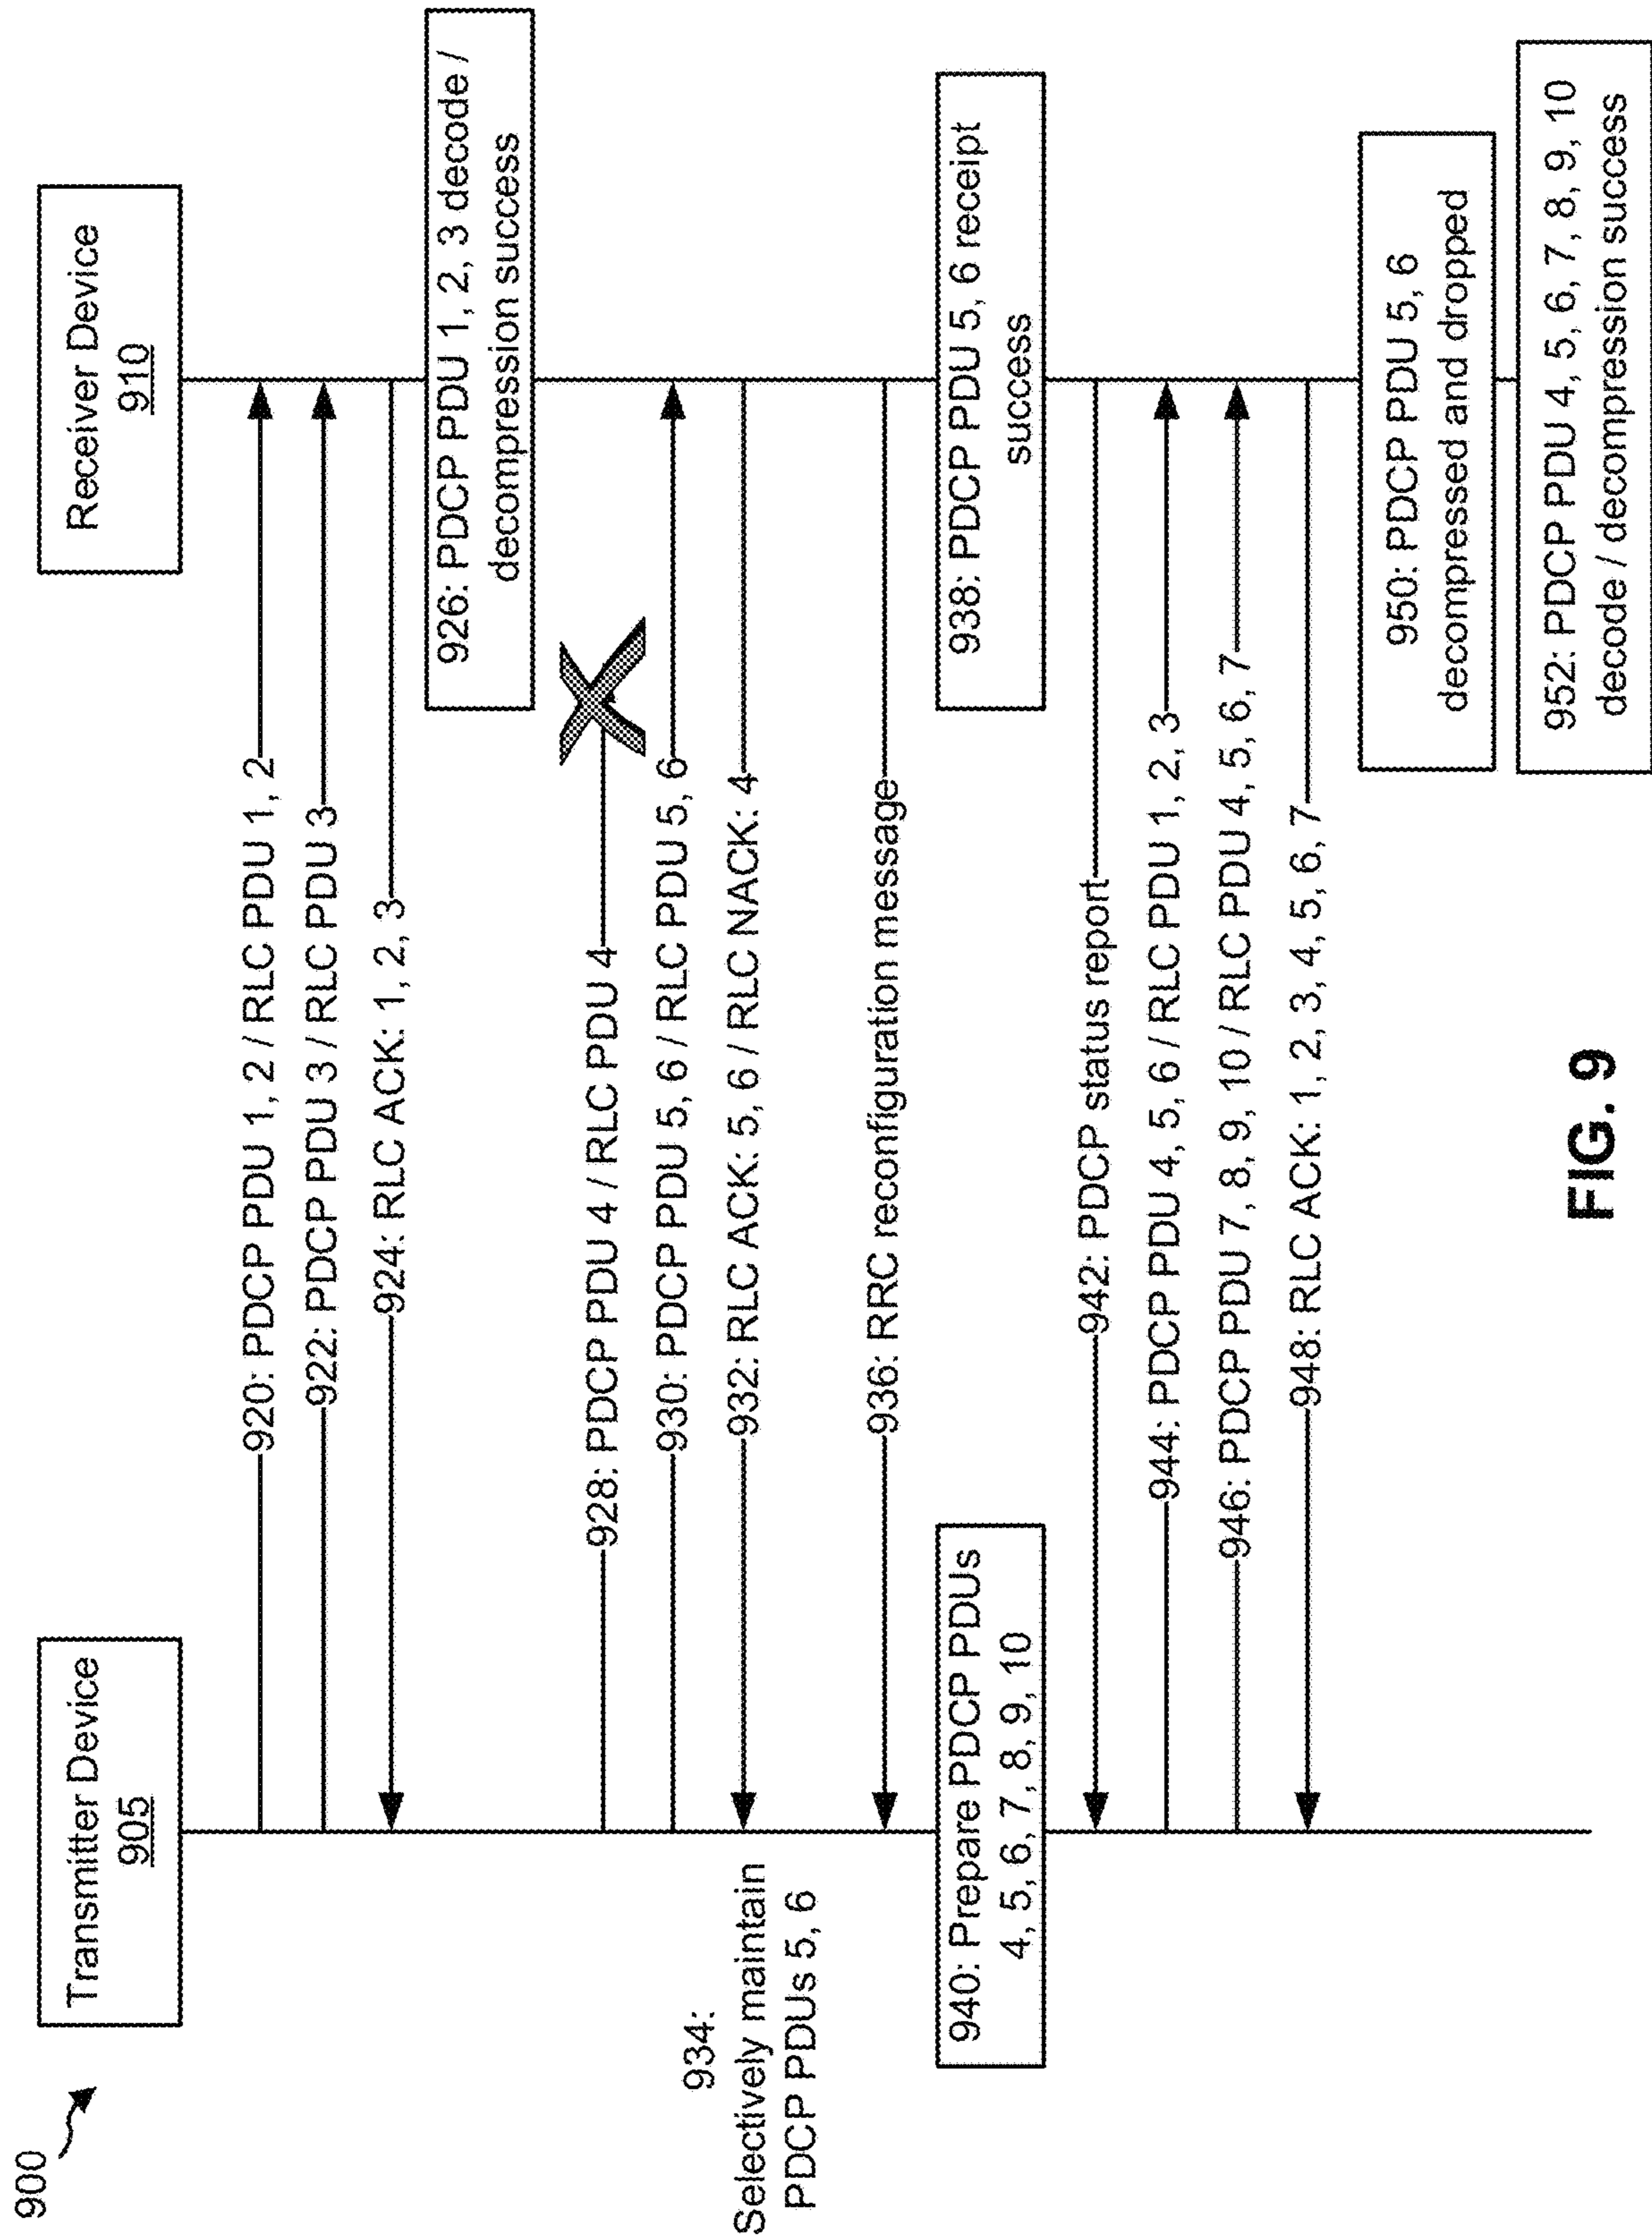 900
Transmitter Device
905
Receiver Device
910
920: PDCP PDU 1, 2 / RLC PDU 1, 2
922: PDCP PDU 3 / RLC PDU 3
924: RLC ACK: 1, 2, 3
926: PDCP PDU 1, 2, 3 decode /
decompression success
928: PDCP PDU 4 / RLC PDU 4
930: PDCP PDU 5, 6 / RLC PDU 5, 6
932: RLC ACK: 5, 6 / RLC NACK: 4
934:
Selectively maintain
PDCP PDUs 5, 6
936: RRC reconfiguration message
938: PDCP PDU 5, 6 receipt
success
940: Prepare PDCP PDUs
4, 5, 6, 7, 8, 9, 10
942: PDCP status report
944: PDCP PDU 4, 5, 6 / RLC PDU 1, 2, 3
946: PDCP PDU 7, 8, 9, 10 / RLC PDU 4, 5, 6, 7
948: RLC ACK: 1, 2, 3, 4, 5, 6, 7
950: PDCP PDU 5, 6
decompressed and dropped
952: PDCP PDU 4, 5, 6, 7, 8, 9, 10
decode / decompression success
FIG. 9